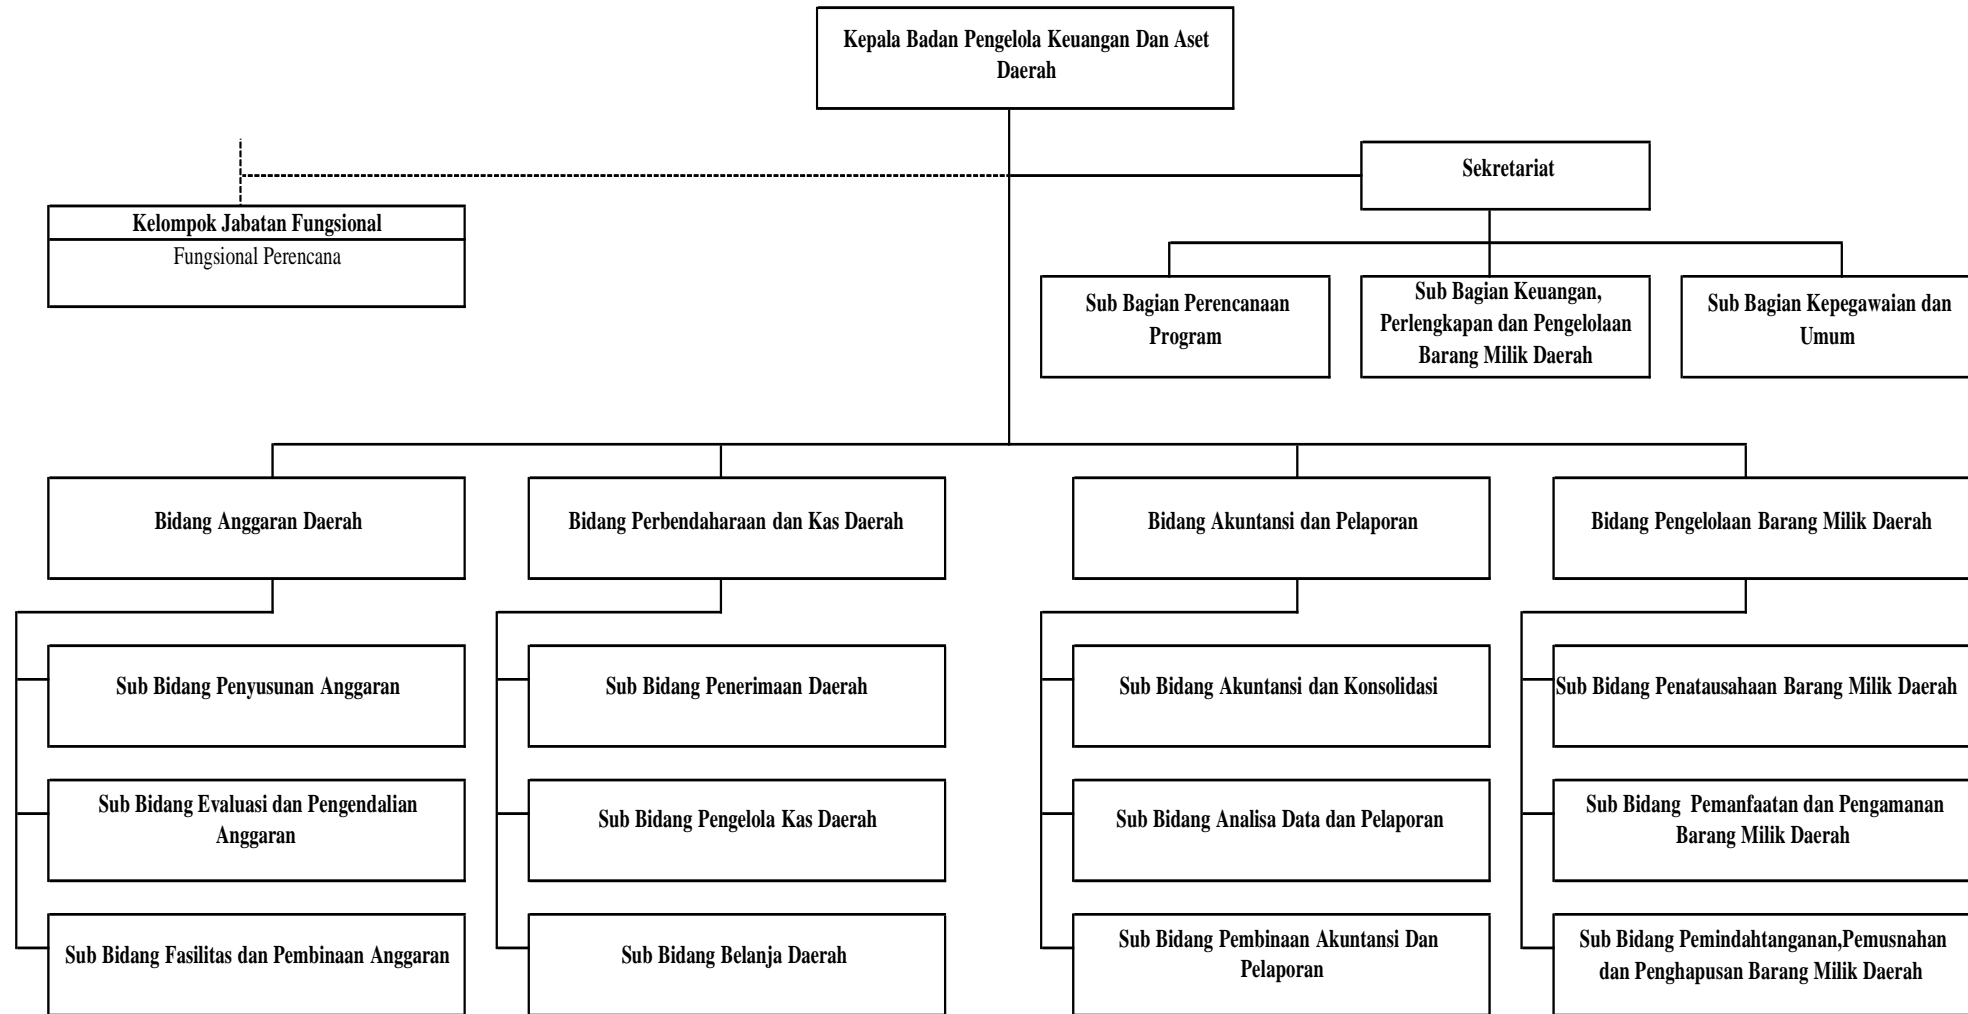 Kepala Badan Pengelola Keuangan Dan Aset
Daerah
Sekretariat
Kelompok Jabatan Fungsional
Fungsional Perencana
Sub Bagian Perencanaan
Program
Sub Bagian Keuangan,
Perlengkapan dan Pengelolaan
Barang Milik Daerah
Sub Bagian Kepegawaian dan
Umum
Bidang Anggaran Daerah
Bidang Perbendaharaan dan Kas Daerah
Bidang Akuntansi dan Pelaporan
Bidang Pengelolaan Barang Milik Daerah
Sub Bidang Penyusunan Anggaran
Sub Bidang Penerimaan Daerah
Sub Bidang Akuntansi dan Konsolidasi
Sub Bidang Penatausahaan Barang Milik Daerah
Sub Bidang Evaluasi dan Pengendalian
Anggaran
Sub Bidang Pengelola Kas Daerah
Sub Bidang Analisa Data dan Pelaporan
Sub Bidang Pemanfaatan dan Pengamanan
Barang Milik Daerah
Sub Bidang Fasilitas dan Pembinaan Anggaran
Sub Bidang Belanja Daerah
Sub Bidang Pembinaan Akuntansi Dan
Pelaporan
Sub Bidang Pemindahtanganan,Pemusnahan
dan Penghapusan Barang Milik Daerah